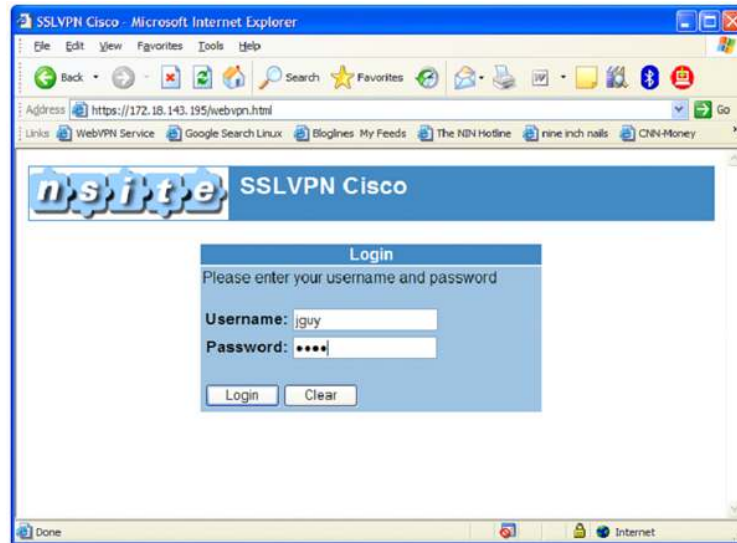 SSLVPN Cisco - Microsoft Internet Explorer
File Edit View Favorites Tools Help
Back Search Favorites
Address https://172.18.143.195/webvpn.html Go
Links WebVPN Service Google Search Linux Bloglines My Feeds The NIN Hotline nine inch nails CNN-Money
nsite SSLVPN Cisco
Login
Please enter your username and password
Username: jguy
Password: ••••
Login Clear
Done Internet